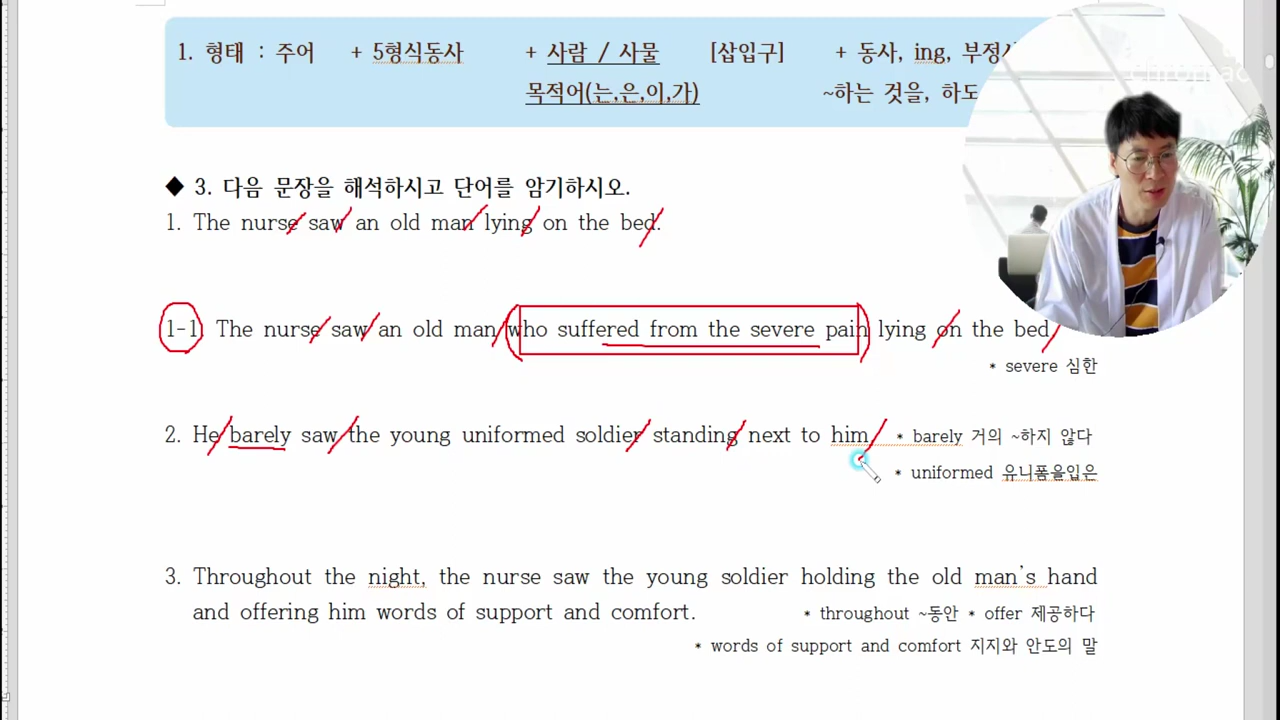 1. 형태 : 주어 + 5형식동사 + 사람 / 사물 [삽입구] + 동사, ing,
목적어(는,은,이,가) ~하는 것을,
◆ 3. 다음 문장을 해석하시고 단어를 암기하시오.
1. The nurse saw an old man lying on the bed.
1-1 The nurse saw an old man who suffered from the severe pain lying on the bed
* severe 심한
2. He barely saw the young uniformed soldier standing next to him, * barely 거의 ~하지 않다
* uniformed 유니폼을입은
3. Throughout the night, the nurse saw the young soldier holding the old man's hand
and offering him words of support and comfort. * throughout ~동안 * offer 제공하다
* words of support and comfort 지지와 안도의 말